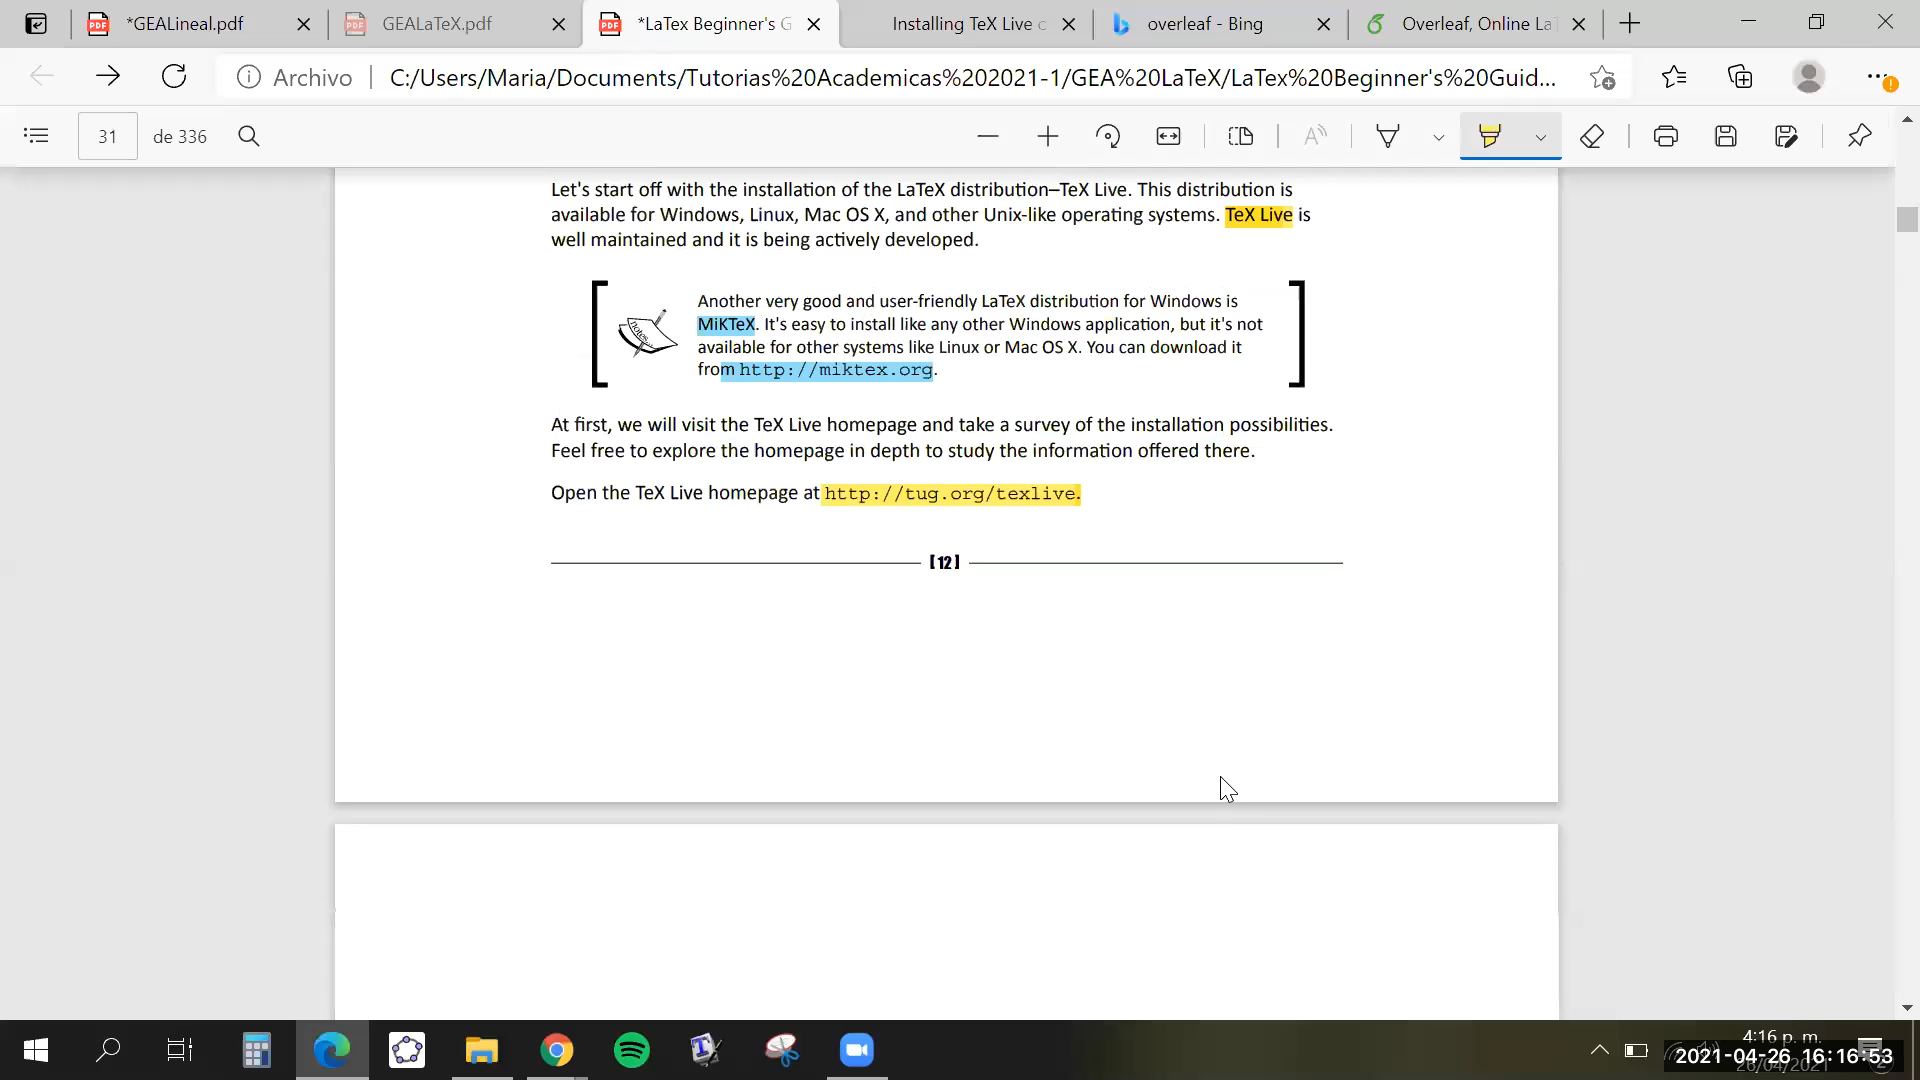 *GEALineal.pdf
GEALaTeX.pdf
*LaTex Beginner's G
Installing TeX Live
overleaf - Bing
Overleaf, Online La
Archivo
C:/Users/Maria/Documents/Tutorias%20Academicas%202021-1/GEA%20LaTeX/LaTex%20Beginner's%20Guid...
31
de 336
Let's start off with the installation of the LaTeX distribution–TeX Live. This distribution is
available for Windows, Linux, Mac OS X, and other Unix-like operating systems. TeX Live is
well maintained and it is being actively developed.
notes...
Another very good and user-friendly LaTeX distribution for Windows is
MiKTeX. It's easy to install like any other Windows application, but it's not
available for other systems like Linux or Mac OS X. You can download it
from http://miktex.org.
At first, we will visit the TeX Live homepage and take a survey of the installation possibilities.
Feel free to explore the homepage in depth to study the information offered there.
Open the TeX Live homepage at http://tug.org/texlive.
[12]
4:16 p. m.
2021-04-26 16:16:53
26/04/2021
2